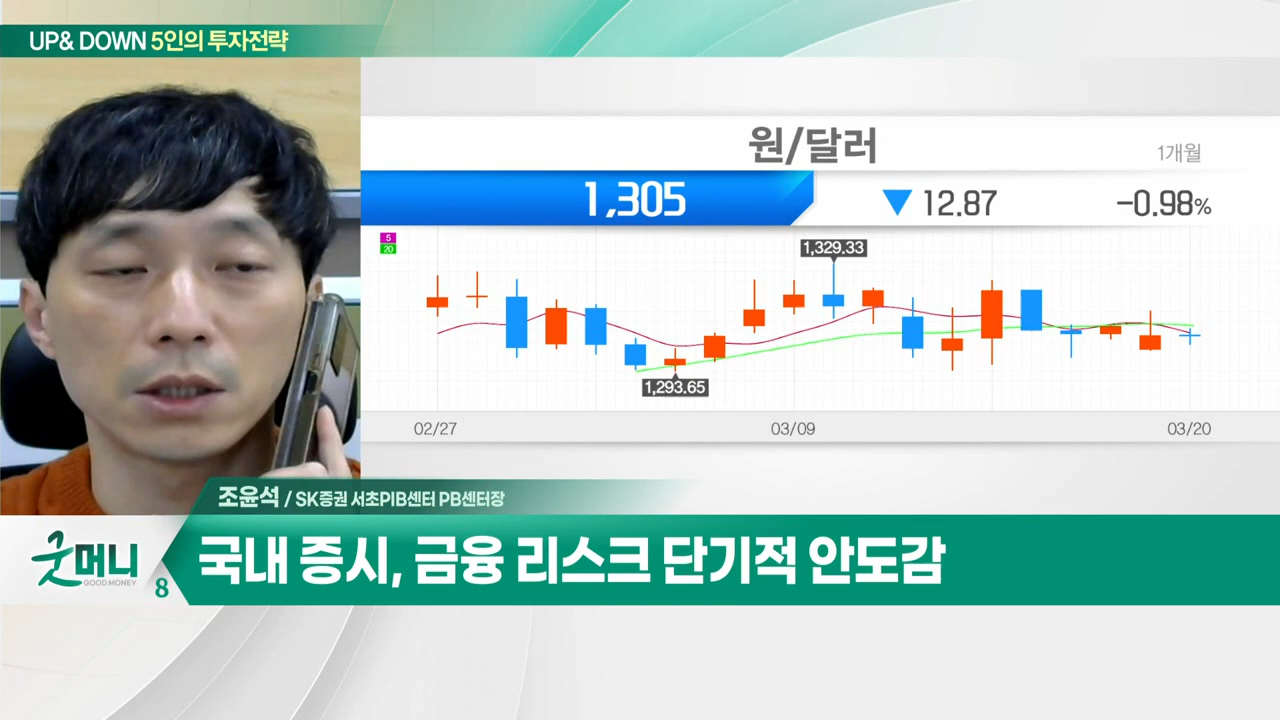 UP& DOWN 5인의 투자전략
원/달러
1개월
1,305 ▼ 12.87 -0.98%
5
20
1,329.33
1,293.65
02/27 03/09 03/20
조윤석 / SK증권 서초PIB센터 PB센터장
굿머니
GOOD MONEY
8
국내 증시, 금융 리스크 단기적 안도감